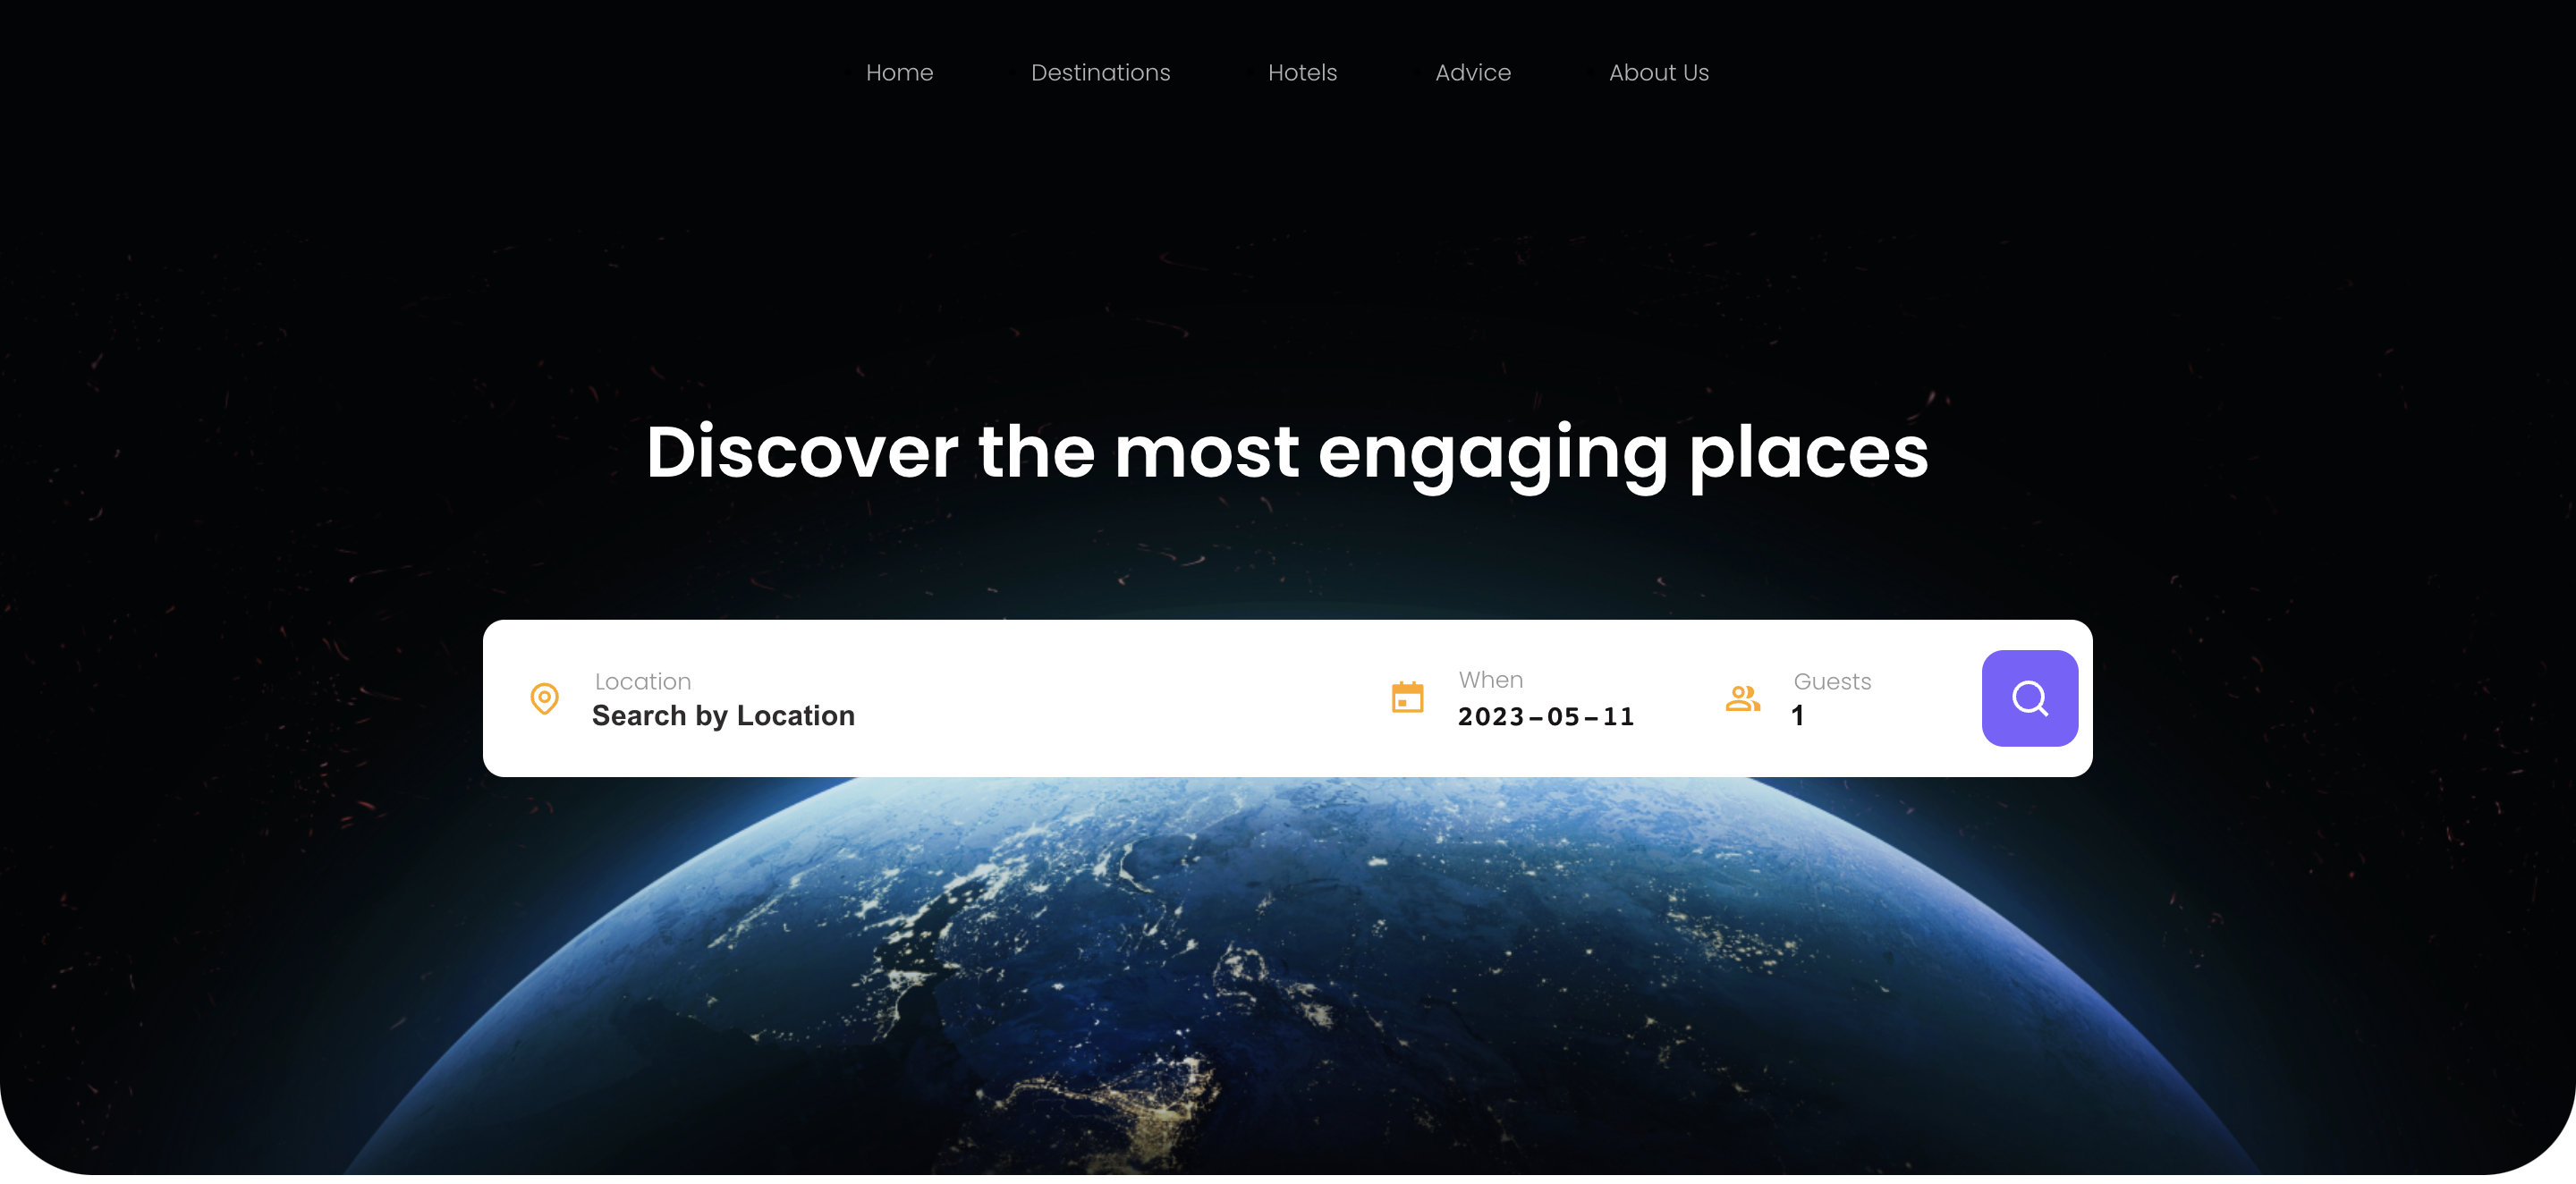 Home Destinations Hotels Advice About Us
Discover the most engaging places
Location When Guests
Search by Location 2023-05-11 1